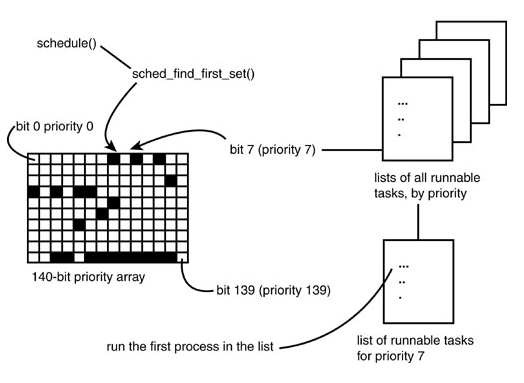 schedule()
sched_find_first_set()
bit 0 priority 0
bit 7 (priority 7)
lists of all runnable
tasks, by priority
140-bit priority array
bit 139 (priority 139)
run the first process in the list
list of runnable tasks
for priority 7